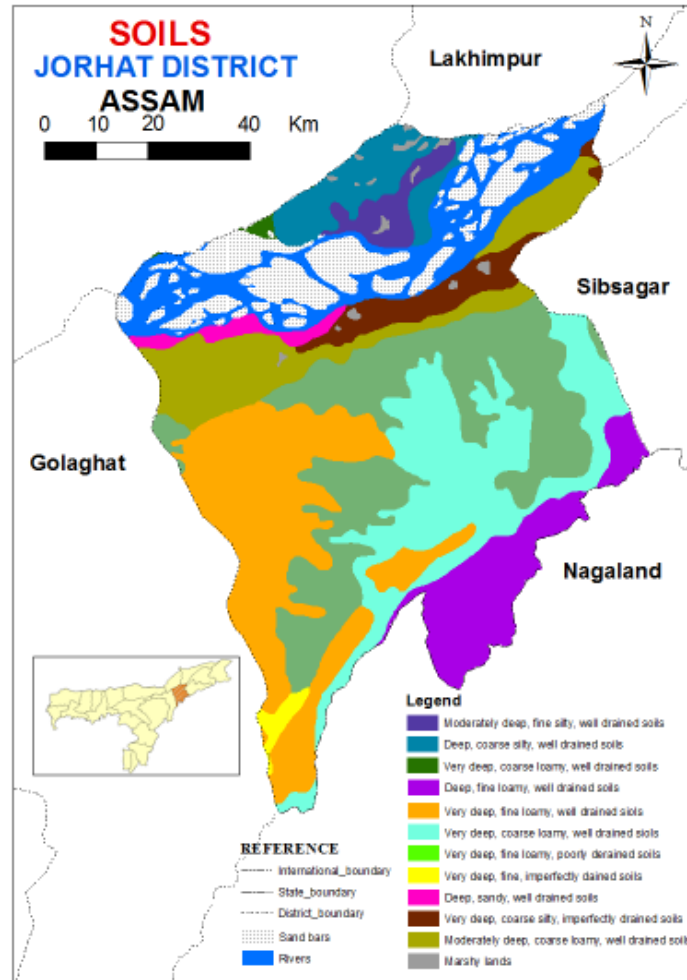 SOILS
JORHAT DISTRICT
ASSAM
0 10 20 40 Km
N
Lakhimpur
Sibsagar
Golaghat
Nagaland
Legend
Moderately deep, fine silty, well drained soils
Deep, coarse silty, well drained soils
Very deep, coarse loamy, well drained soils
Deep, fine loamy, well drained soils
Very deep, fine loamy, well drained siols
Very deep, coarse loamy, well drained siols
Very deep, fine loamy, poorly derained soils
Very deep, fine, imperfectly dained soils
Deep, sandy, well drained soils
Very deep, coarse silty, imperfectly drained soils
Moderately deep, coarse loamy, well drained soils
Marshy lands
REFERENCE
International_boundary
State_boundary
District_boundary
Sand bars
Rivers